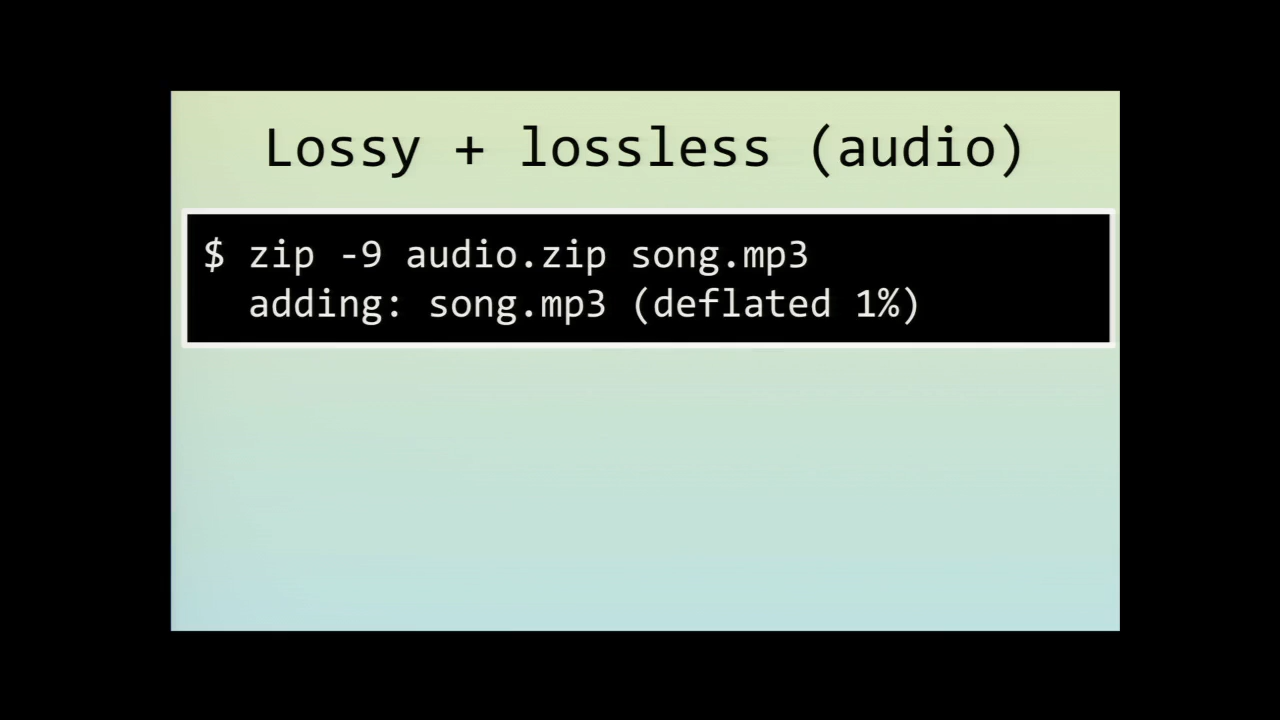 Lossy + lossless (audio)
$ zip -9 audio.zip song.mp3
adding: song.mp3 (deflated 1%)